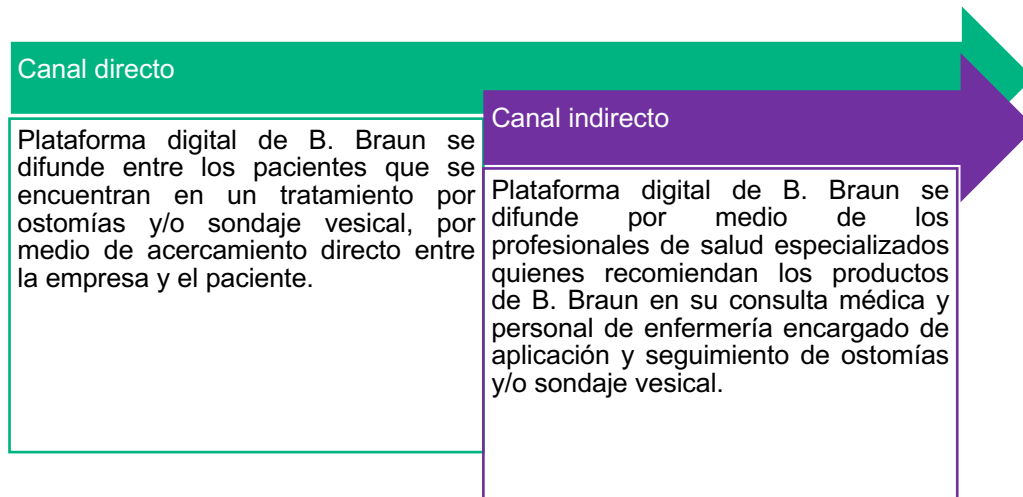 Canal directo
Plataforma digital de B. Braun se
difunde entre los pacientes que se
encuentran en un tratamiento por
ostomías y/o sondaje vesical, por
medio de acercamiento directo entre
la empresa y el paciente.
Canal indirecto
Plataforma digital de B. Braun se
difunde por medio de los
profesionales de salud especializados
quienes recomiendan los productos
de B. Braun en su consulta médica y
personal de enfermería encargado de
aplicación y seguimiento de ostomías
y/o sondaje vesical.